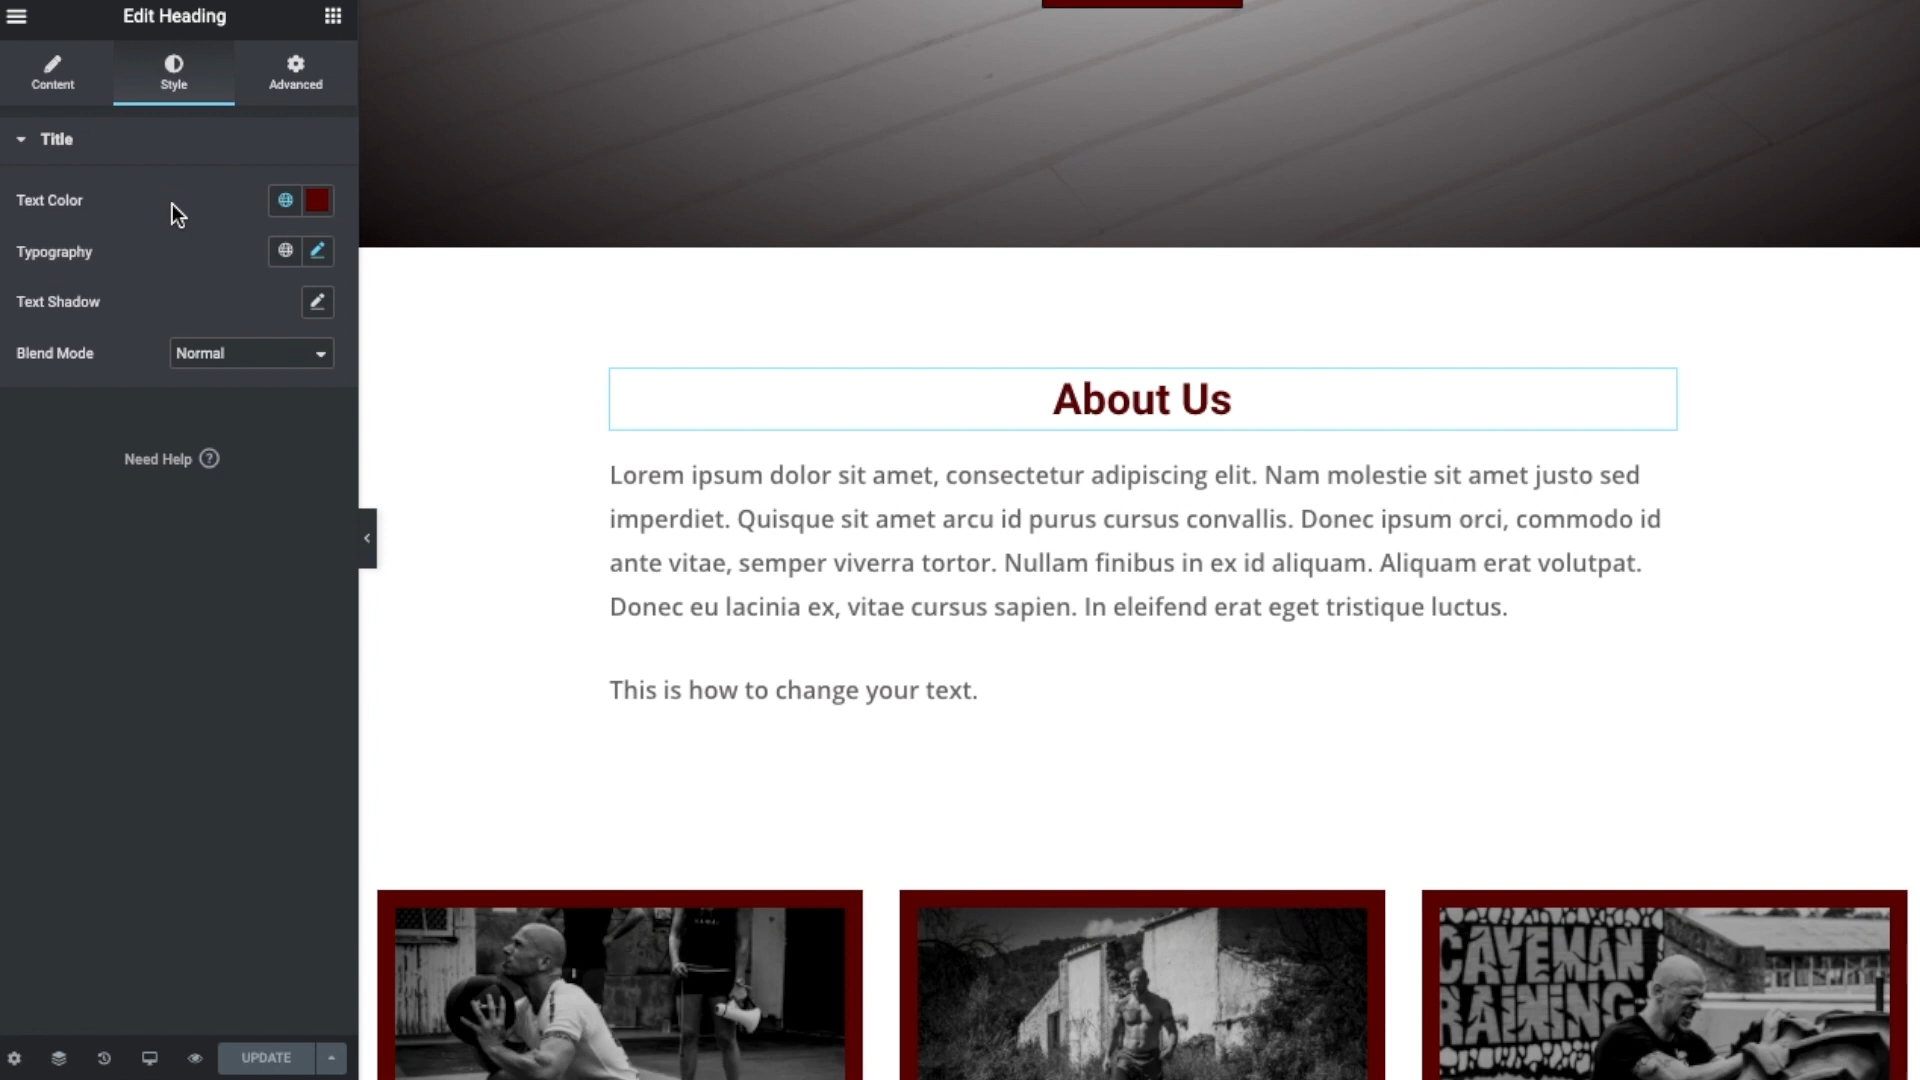 Edit Heading
Content
Style
Advanced
Title
Text Color
Typography
Text Shadow
Blend Mode
Normal
Need Help
UPDATE
About Us
Lorem ipsum dolor sit amet, consectetur adipiscing elit. Nam molestie sit amet justo sed
imperdiet. Quisque sit amet arcu id purus cursus convallis. Donec ipsum orci, commodo id
ante vitae, semper viverra tortor. Nullam finibus in ex id aliquam. Aliquam erat volutpat.
Donec eu lacinia ex, vitae cursus sapien. In eleifend erat eget tristique luctus.
This is how to change your text.
CAVEMAN
RAINING